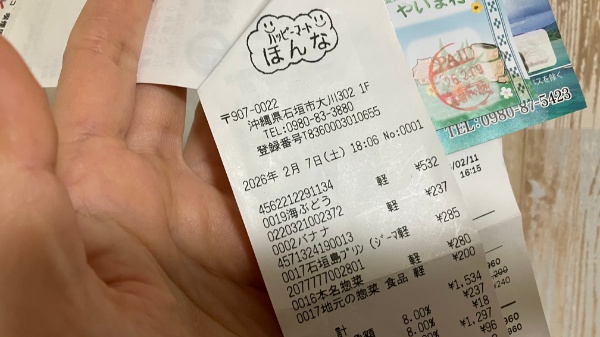 ハッピーマート
ほんな
〒907-0022
沖縄県石垣市大川302 1F
TEL:0980-83-3880
登録番号T8360003010655
2026年 2月 7日(土) 18:06 No:0001
4562212291134
0019海ぶどう 軽 ¥532
0220321002372
0002バナナ 軽 ¥237
4571324190013
0017石垣島プリン(ジーマ軽 ¥285
2077777002801
0016本名惣菜 軽 ¥280
0017地元の惣菜 食品 軽 ¥200
計 ¥1,534
8.00% ¥237
¥18
8.00% ¥1,297
¥96
やいま
PAID
TEL:0980-87-5423
/02/11
16:15